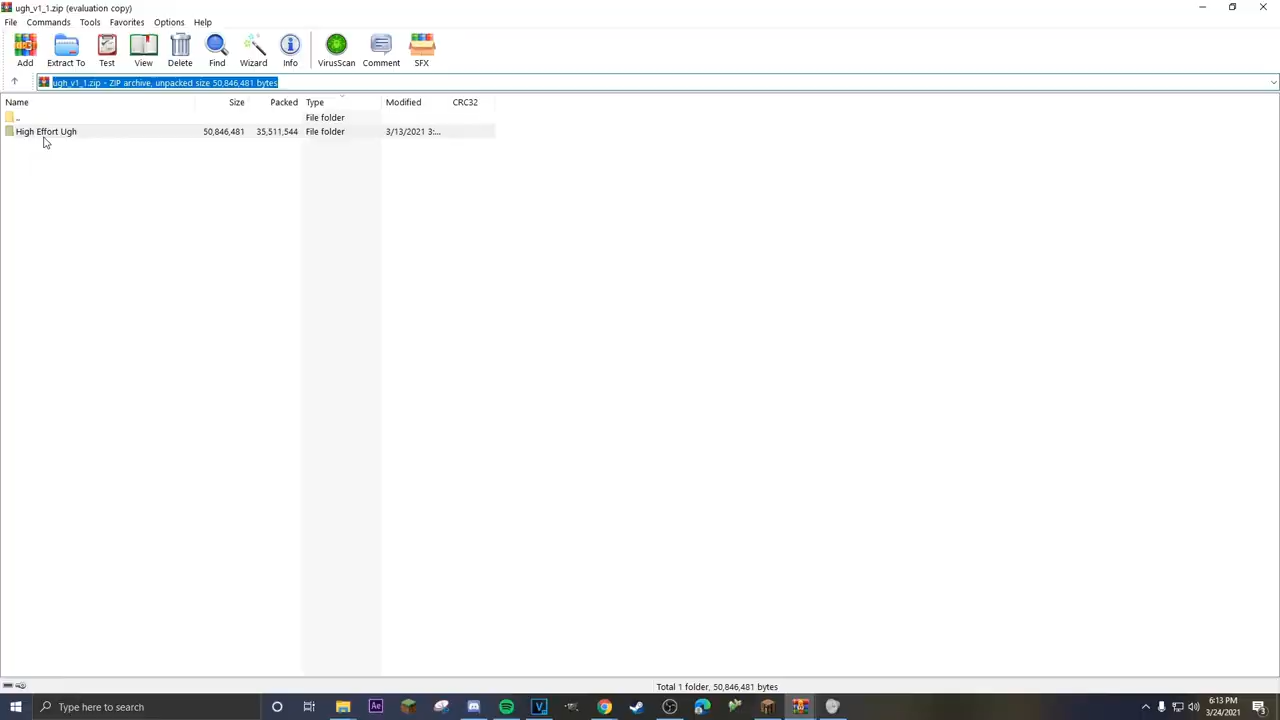 ugh_v1_1.zip (evaluation copy)
File Commands Tools Favorites Options Help
Add Extract To Test View Delete Find Wizard Info VirusScan Comment SFX
ugh_v1_1.zip - ZIP archive, unpacked size 50,846,481 bytes
Name Size Packed Type Modified CRC32
.. File folder
High Effort Ugh 50,846,481 35,511,544 File folder 3/13/2021 3:...
Total 1 folder, 50,846,481 bytes
Type here to search
6:13 PM
3/24/2021